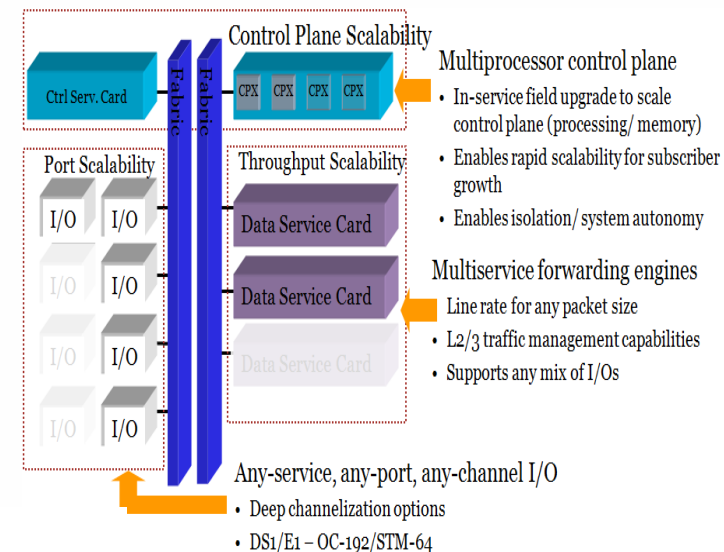 Control Plane Scalability
Ctrl Serv. Card
Fabric
Fabric
CPX CPX CPX CPX
Multiprocessor control plane
• In-service field upgrade to scale
control plane (processing/ memory)
• Enables rapid scalability for subscriber
growth
• Enables isolation/ system autonomy
Port Scalability
I/O I/O
I/O I/O
I/O I/O
I/O I/O
Throughput Scalability
Data Service Card
Data Service Card
Data Service Card
Multiservice forwarding engines
• Line rate for any packet size
• L2/3 traffic management capabilities
• Supports any mix of I/Os
Any-service, any-port, any-channel I/O
• Deep channelization options
• DS1/E1 – OC-192/STM-64